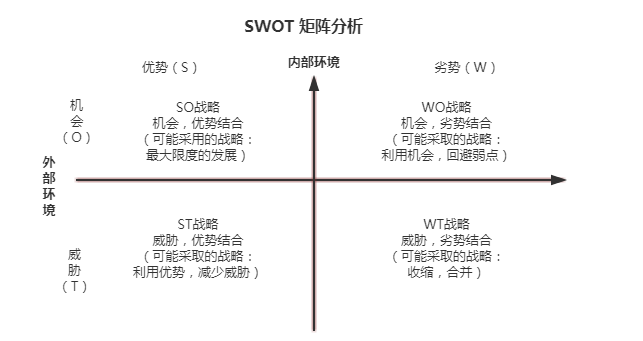 SWOT 矩阵分析
优势（S）
内部环境
劣势（W）
机
会
（O）
SO战略
机会，优势结合
（可能采用的战略：
最大限度的发展）
WO战略
机会，劣势结合
（可能采取的战略：
利用机会，回避弱点）
外
部
环
境
威
胁
（T）
ST战略
威胁，优势结合
（可能采取的战略：
利用优势，减少威胁）
WT战略
威胁，劣势结合
（可能采取的战略：
收缩，合并）